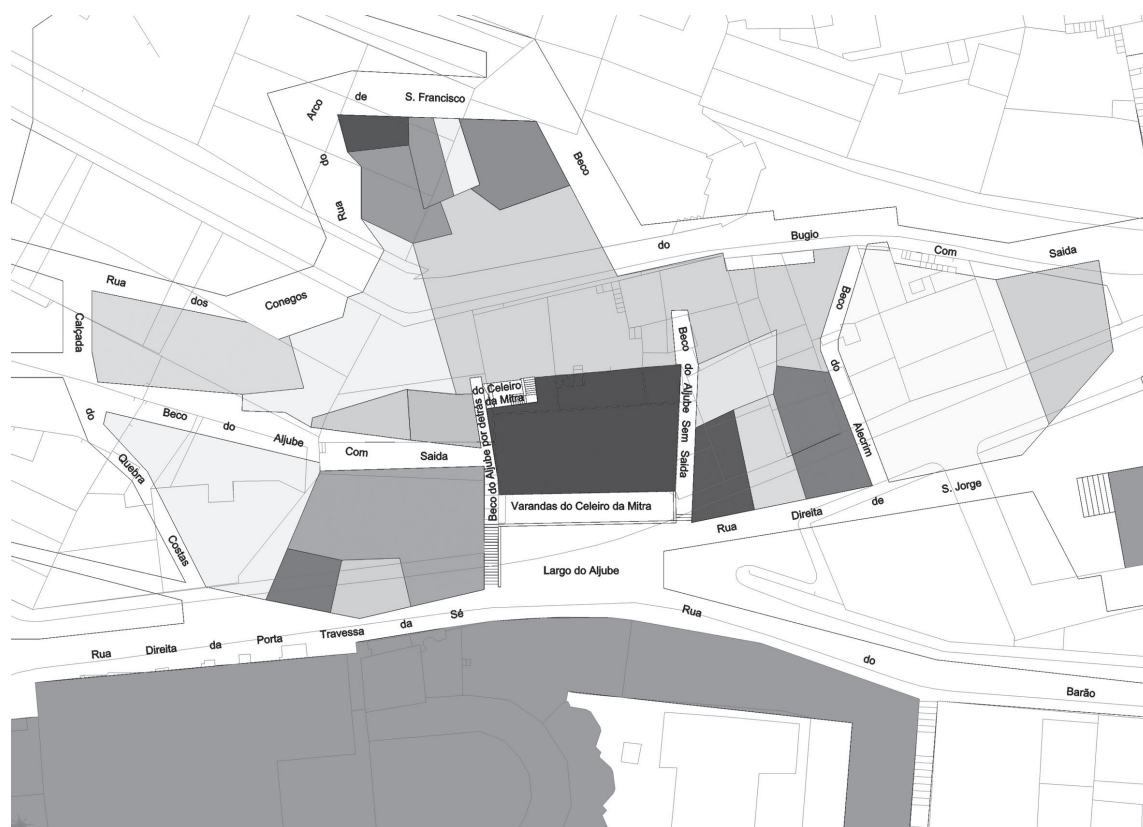 Rua do Arco de S. Francisco
Beco do Bugio Com Saida
Rua dos Conegos
Calçada do Quebra Costas
Beco do Aljube Com Saida
Beco do Aljube por detrás do Celeiro da Mitra
Beco do Aljube Sem Saida
Beco do Alecrim
Varandas do Celeiro da Mitra
Rua Direita de S. Jorge
Largo do Aljube
Rua Direita da Porta Travessa da Sé
Rua do Barão